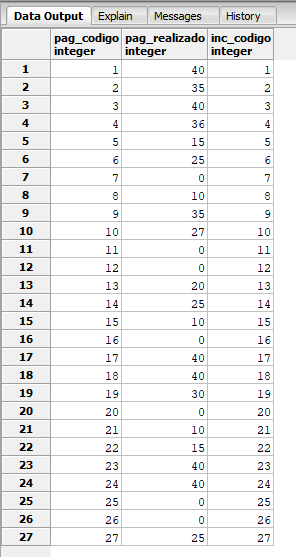 Data Output Explain Messages History
pag_codigo pag_realizado inc_codigo
integer integer integer
1 1 40 1
2 2 35 2
3 3 40 3
4 4 36 4
5 5 15 5
6 6 25 6
7 7 0 7
8 8 10 8
9 9 35 9
10 10 27 10
11 11 0 11
12 12 0 12
13 13 20 13
14 14 25 14
15 15 10 15
16 16 0 16
17 17 40 17
18 18 40 18
19 19 30 19
20 20 0 20
21 21 10 21
22 22 15 22
23 23 40 23
24 24 40 24
25 25 0 25
26 26 0 26
27 27 25 27